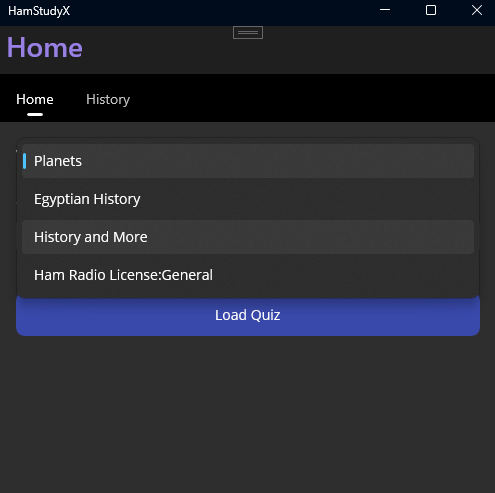 HamStudyX
Home
Home History
Planets
Egyptian History
History and More
Ham Radio License:General
Load Quiz